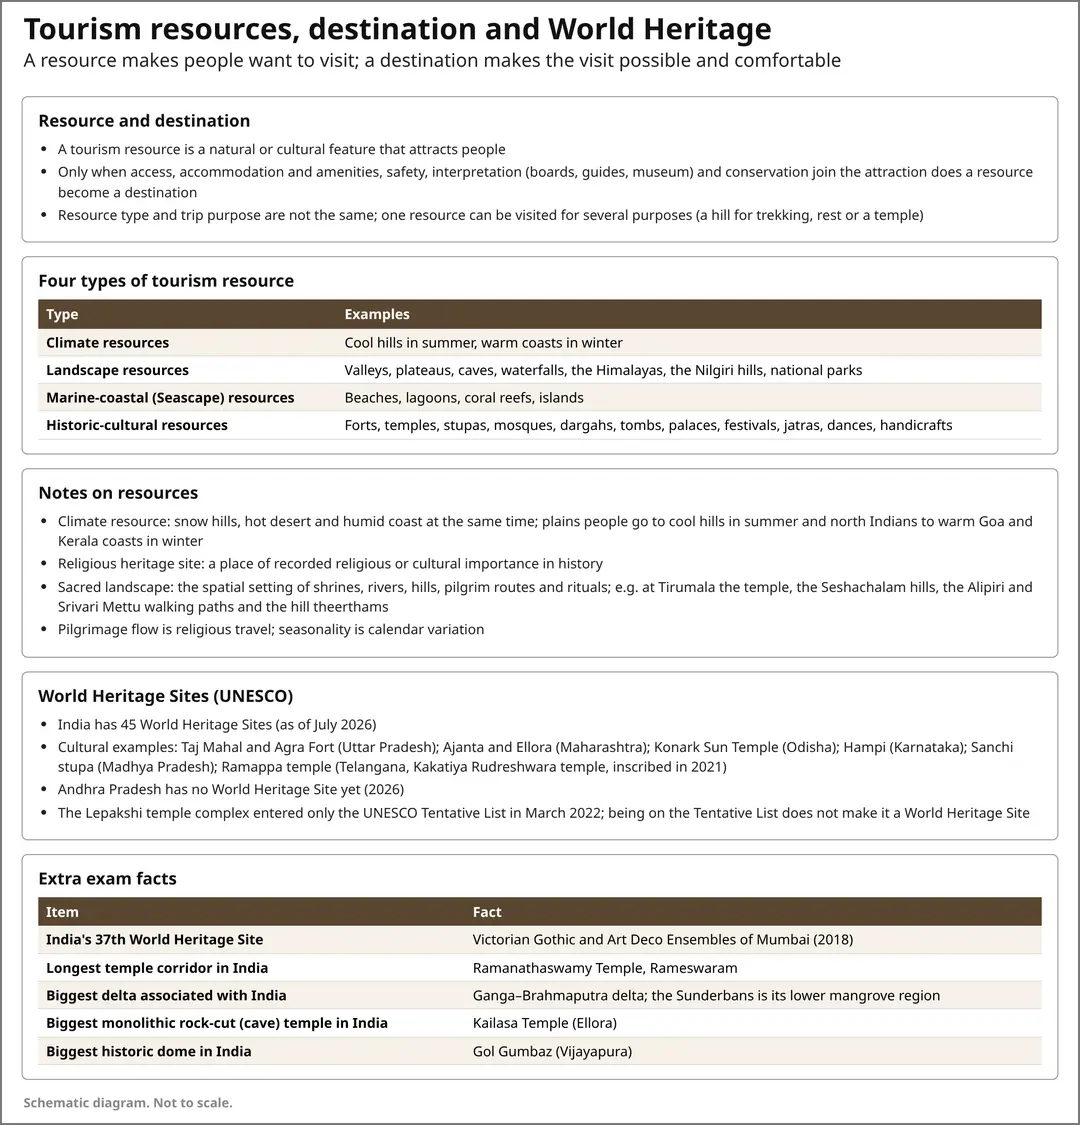 Tourism resources, destination and World Heritage
A resource makes people want to visit; a destination makes the visit possible and comfortable
Resource and destination
• A tourism resource is a natural or cultural feature that attracts people
• Only when access, accommodation and amenities, safety, interpretation (boards, guides, museum) and conservation join the attraction does a resource
become a destination
• Resource type and trip purpose are not the same; one resource can be visited for several purposes (a hill for trekking, rest or a temple)
Four types of tourism resource
Type Examples
Climate resources Cool hills in summer, warm coasts in winter
Landscape resources Valleys, plateaus, caves, waterfalls, the Himalayas, the Nilgiri hills, national parks
Marine-coastal (Seascape) resources Beaches, lagoons, coral reefs, islands
Historic-cultural resources Forts, temples, stupas, mosques, dargahs, tombs, palaces, festivals, jatras, dances, handicrafts
Notes on resources
• Climate resource: snow hills, hot desert and humid coast at the same time; plains people go to cool hills in summer and north Indians to warm Goa and
Kerala coasts in winter
• Religious heritage site: a place of recorded religious or cultural importance in history
• Sacred landscape: the spatial setting of shrines, rivers, hills, pilgrim routes and rituals; e.g. at Tirumala the temple, the Seshachalam hills, the Alipiri and
Srivari Mettu walking paths and the hill theerthams
• Pilgrimage flow is religious travel; seasonality is calendar variation
World Heritage Sites (UNESCO)
• India has 45 World Heritage Sites (as of July 2026)
• Cultural examples: Taj Mahal and Agra Fort (Uttar Pradesh); Ajanta and Ellora (Maharashtra); Konark Sun Temple (Odisha); Hampi (Karnataka); Sanchi
stupa (Madhya Pradesh); Ramappa temple (Telangana, Kakatiya Rudreshwara temple, inscribed in 2021)
• Andhra Pradesh has no World Heritage Site yet (2026)
• The Lepakshi temple complex entered only the UNESCO Tentative List in March 2022; being on the Tentative List does not make it a World Heritage Site
Extra exam facts
Item Fact
India's 37th World Heritage Site Victorian Gothic and Art Deco Ensembles of Mumbai (2018)
Longest temple corridor in India Ramanathaswamy Temple, Rameswaram
Biggest delta associated with India Ganga–Brahmaputra delta; the Sunderbans is its lower mangrove region
Biggest monolithic rock-cut (cave) temple in India Kailasa Temple (Ellora)
Biggest historic dome in India Gol Gumbaz (Vijayapura)
Schematic diagram. Not to scale.